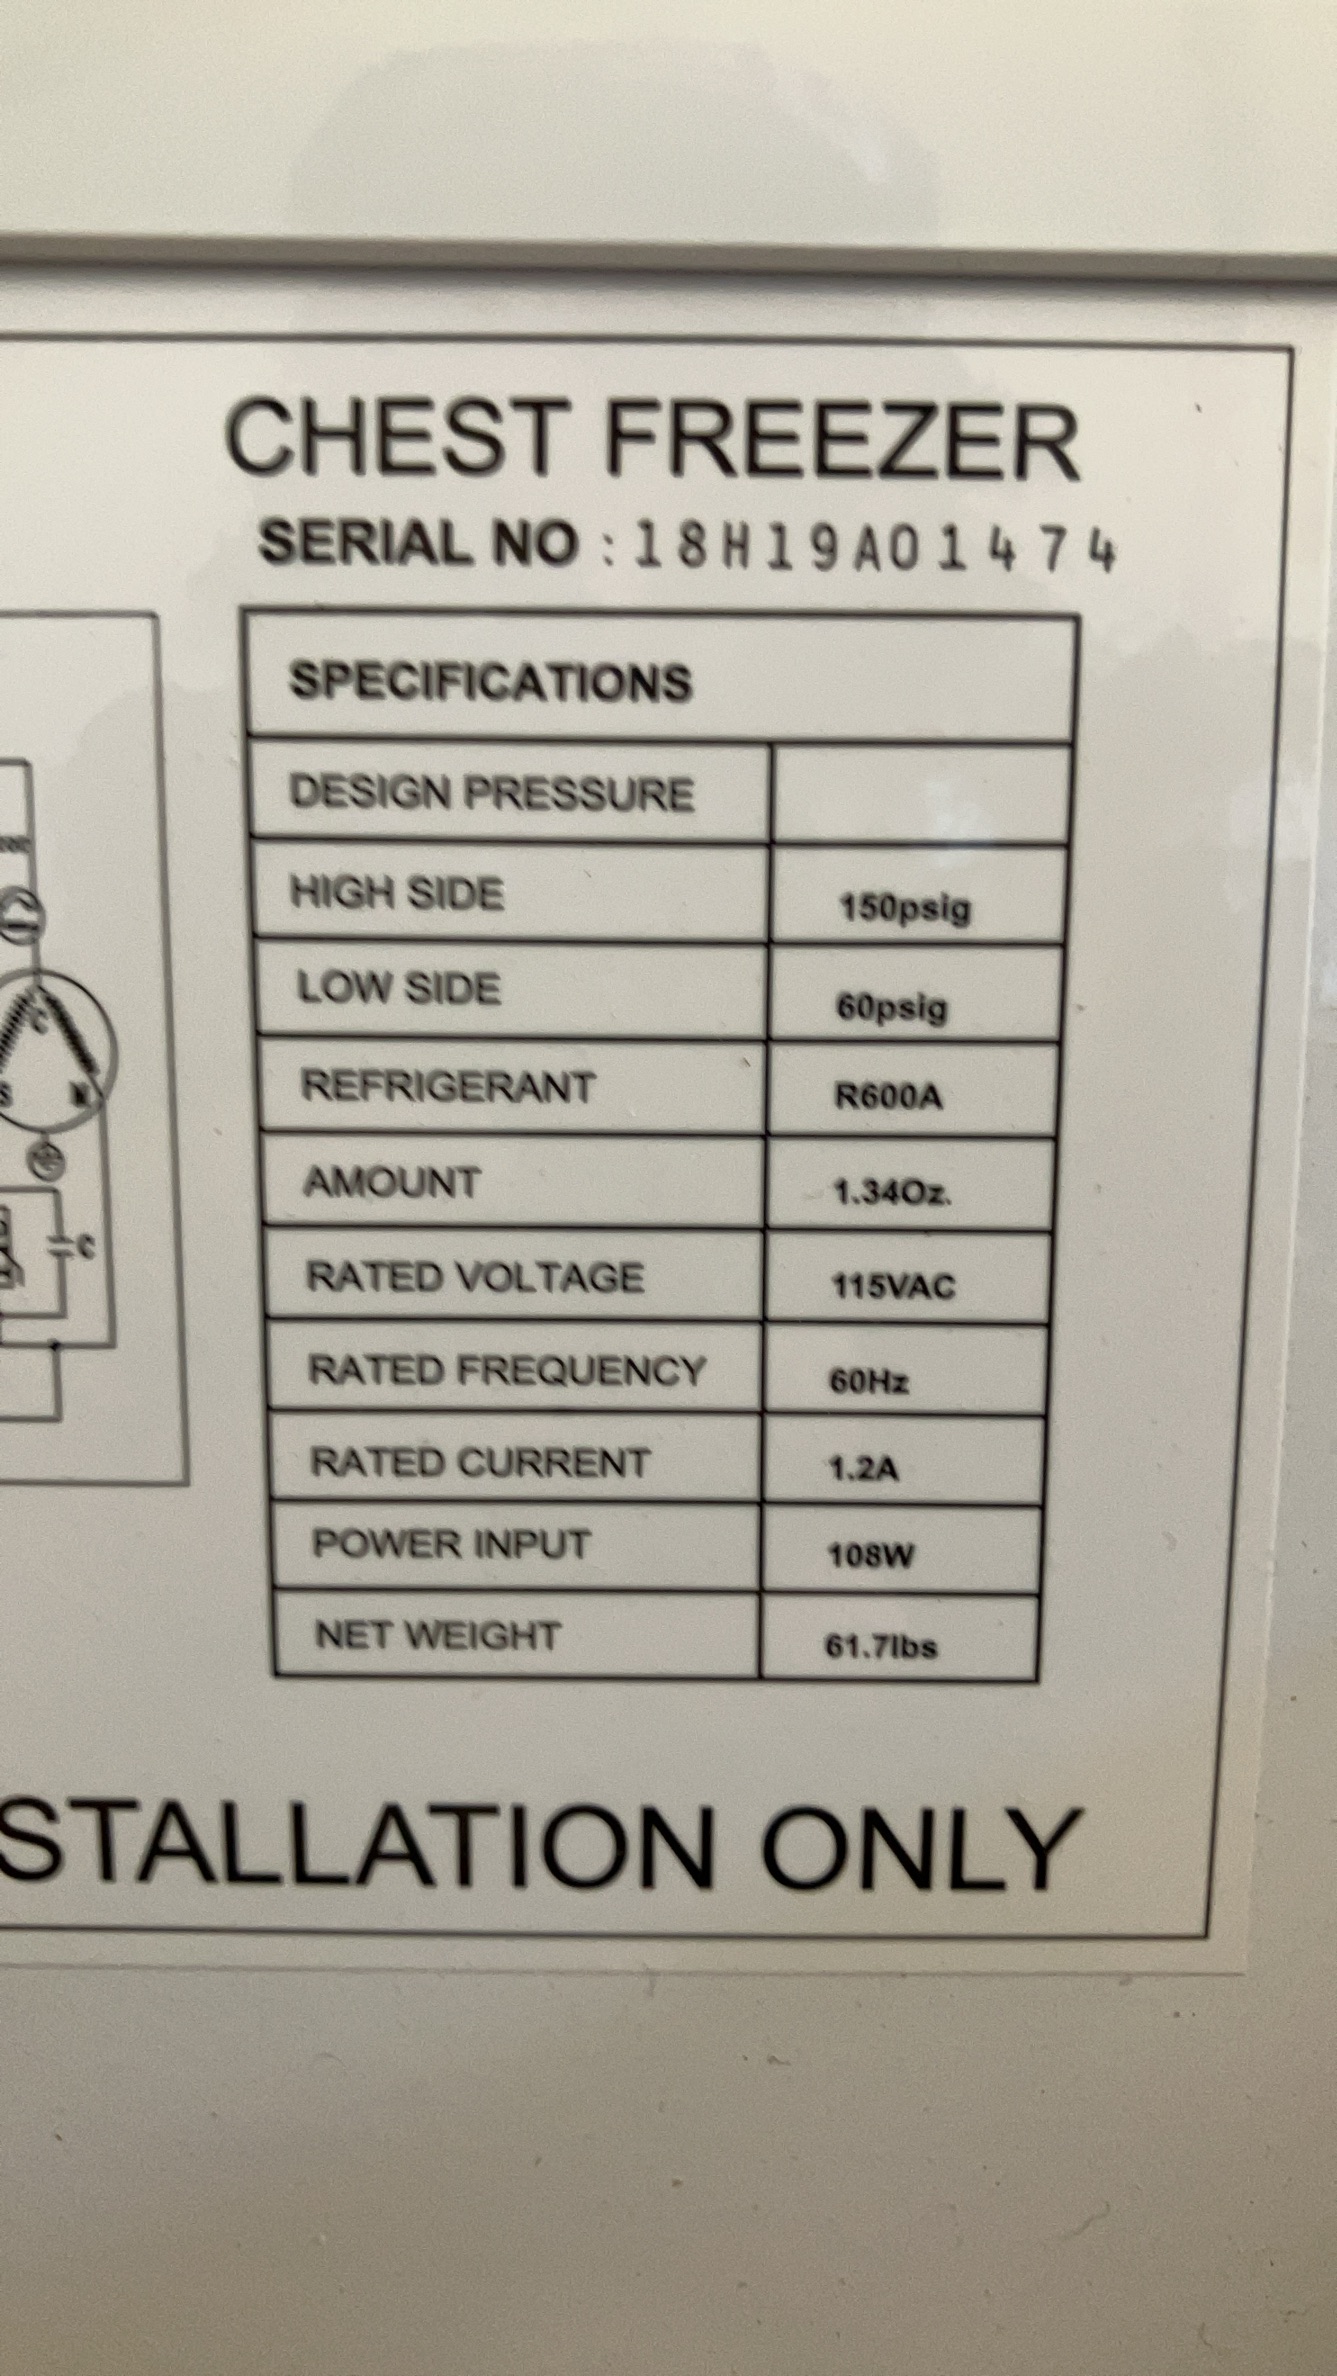 CHEST FREEZER
SERIAL NO : 18H19A01474
SPECIFICATIONS
DESIGN PRESSURE
HIGH SIDE 150psig
LOW SIDE 60psig
REFRIGERANT R600A
AMOUNT 1.34Oz.
RATED VOLTAGE 115VAC
RATED FREQUENCY 60Hz
RATED CURRENT 1.2A
POWER INPUT 108W
NET WEIGHT 61.7lbs
C
S M
C
STALLATION ONLY